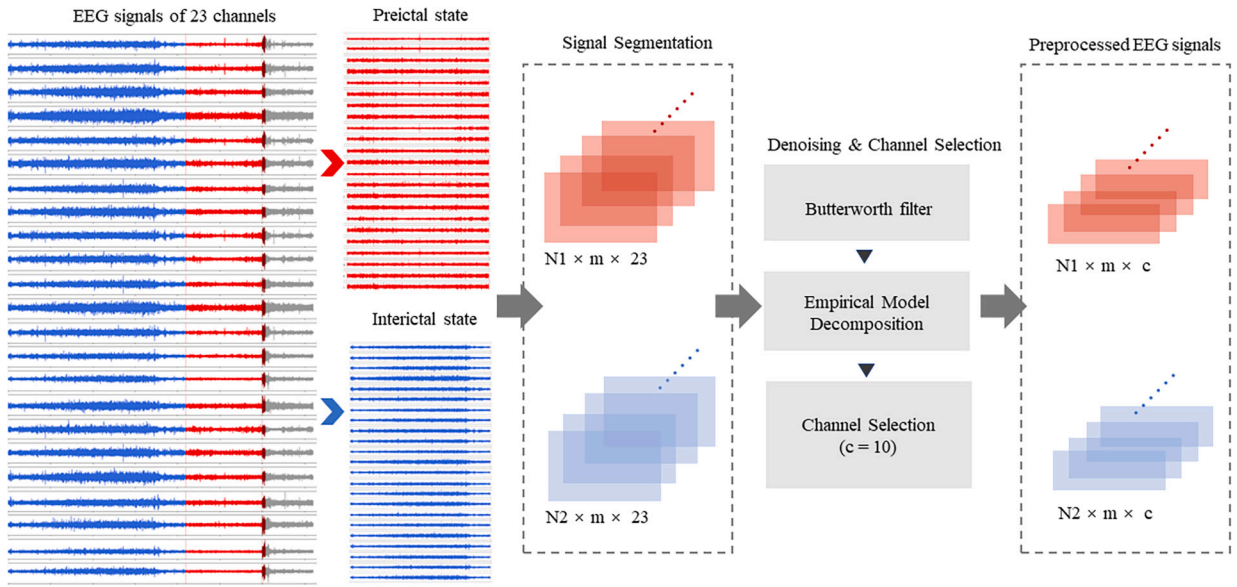 EEG signals of 23 channels
Preictal state
Interictal state
Signal Segmentation
N1 × m × 23
N2 × m × 23
Denoising & Channel Selection
Butterworth filter
Empirical Model
Decomposition
Channel Selection
(c = 10)
Preprocessed EEG signals
N1 × m × c
N2 × m × c